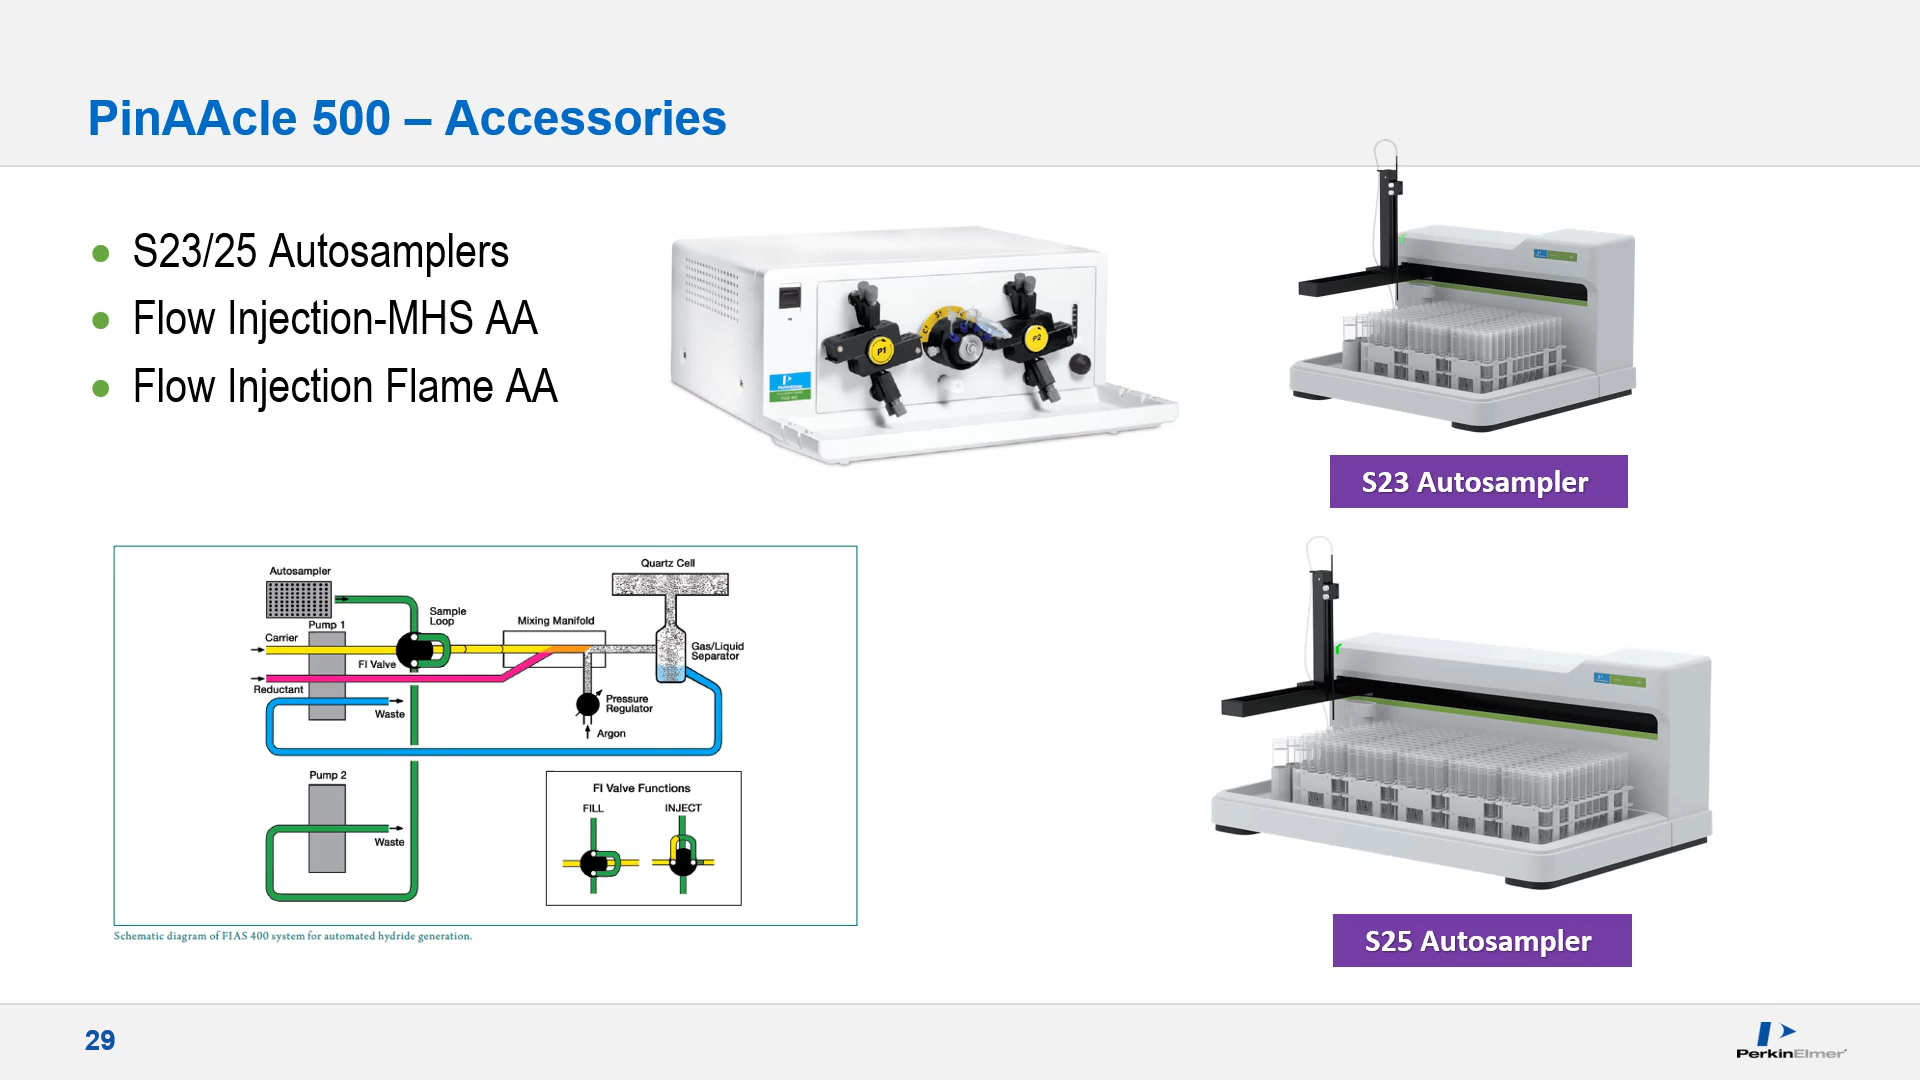 PinAAcle 500 – Accessories
S23/25 Autosamplers
Flow Injection-MHS AA
Flow Injection Flame AA
P1
P2
S23 Autosampler
Autosampler
Pump 1
Carrier
FI Valve
Reductant
Waste
Sample
Loop
Mixing Manifold
Quartz Cell
Gas/Liquid
Separator
Pressure
Regulator
Argon
Pump 2
Waste
FI Valve Functions
FILL
INJECT
Schematic diagram of FIAS 400 system for automated hydride generation.
S25 Autosampler
29
PerkinElmer